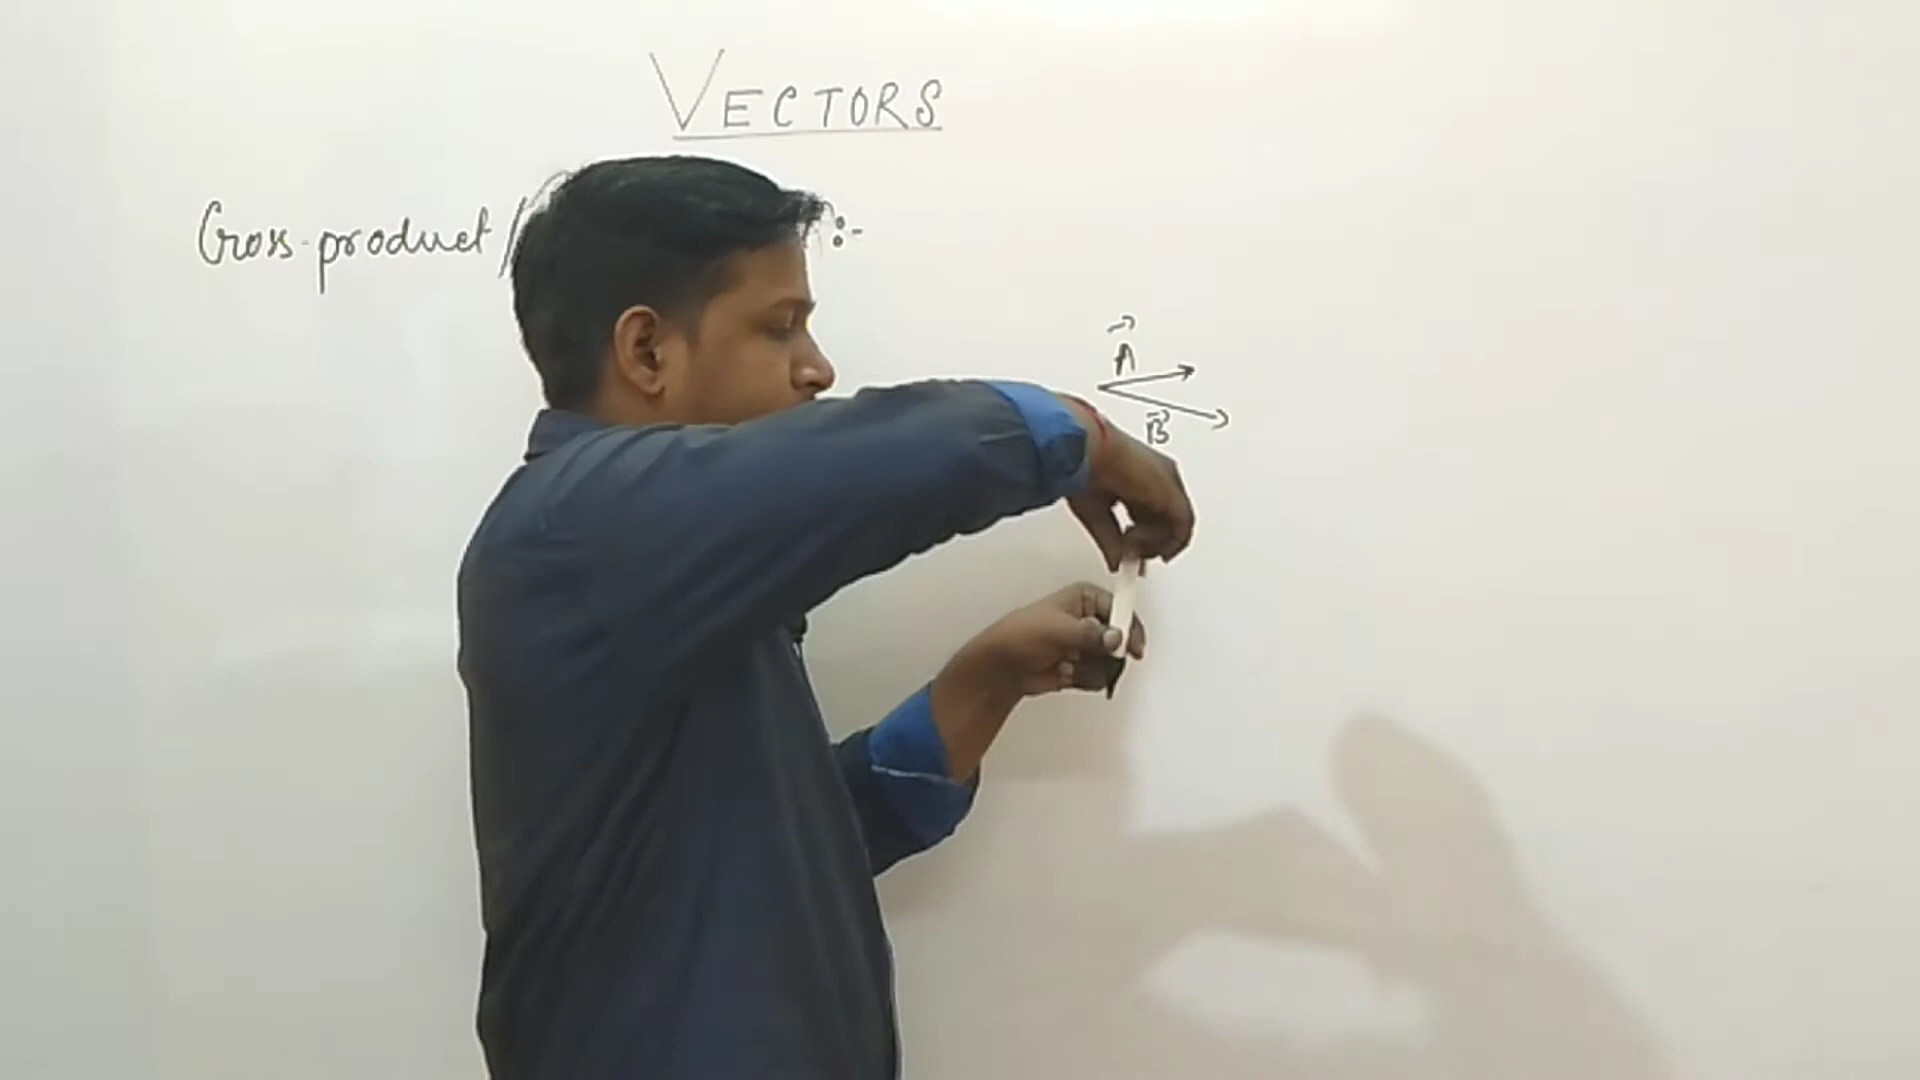 VECTORS
Cross-product / :-
A⃗
B⃗